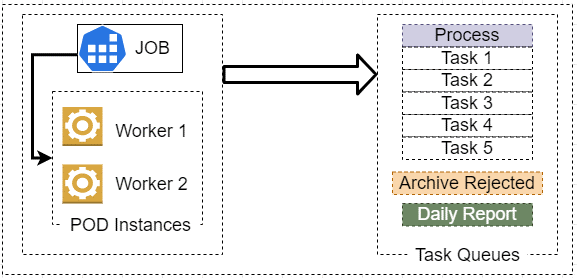 JOB
Worker 1
Worker 2
POD Instances
Process
Task 1
Task 2
Task 3
Task 4
Task 5
Archive Rejected
Daily Report
Task Queues